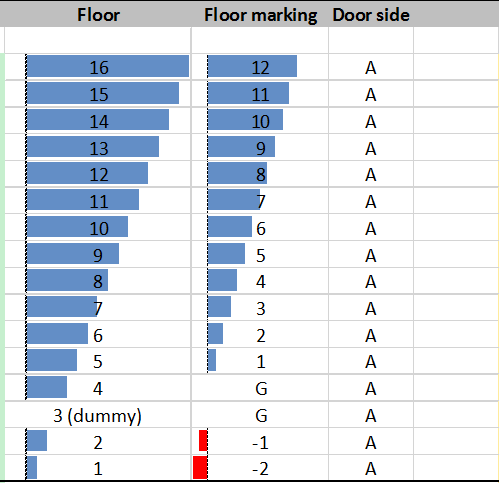 Floor Floor marking Door side
16 12 A
15 11 A
14 10 A
13 9 A
12 8 A
11 7 A
10 6 A
9 5 A
8 4 A
7 3 A
6 2 A
5 1 A
4 G A
3 (dummy) G A
2 -1 A
1 -2 A